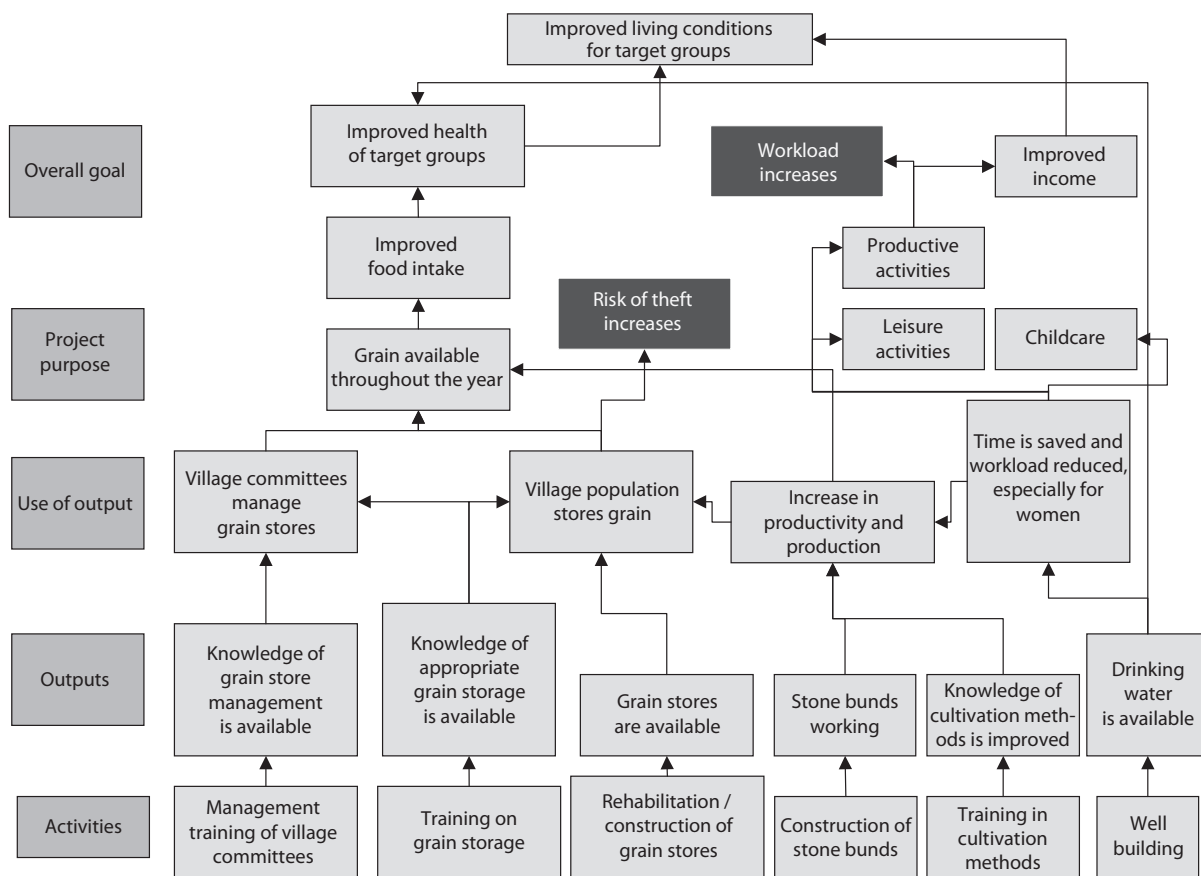 Improved living conditions
for target groups
Overall goal
Improved health
of target groups
Workload
increases
Improved
income
Improved
food intake
Productive
activities
Project
purpose
Risk of theft
increases
Leisure
activities
Childcare
Grain available
throughout the year
Use of output
Village committees
manage
grain stores
Village population
stores grain
Increase in
productivity and
production
Time is saved and
workload reduced,
especially for
women
Outputs
Knowledge of
grain store
management
is available
Knowledge of
appropriate
grain storage
is available
Grain stores
are available
Stone bunds
working
Knowledge of
cultivation meth-
ods is improved
Drinking
water
is available
Activities
Management
training of village
committees
Training on
grain storage
Rehabilitation /
construction of
grain stores
Construction of
stone bunds
Training in
cultivation
methods
Well
building